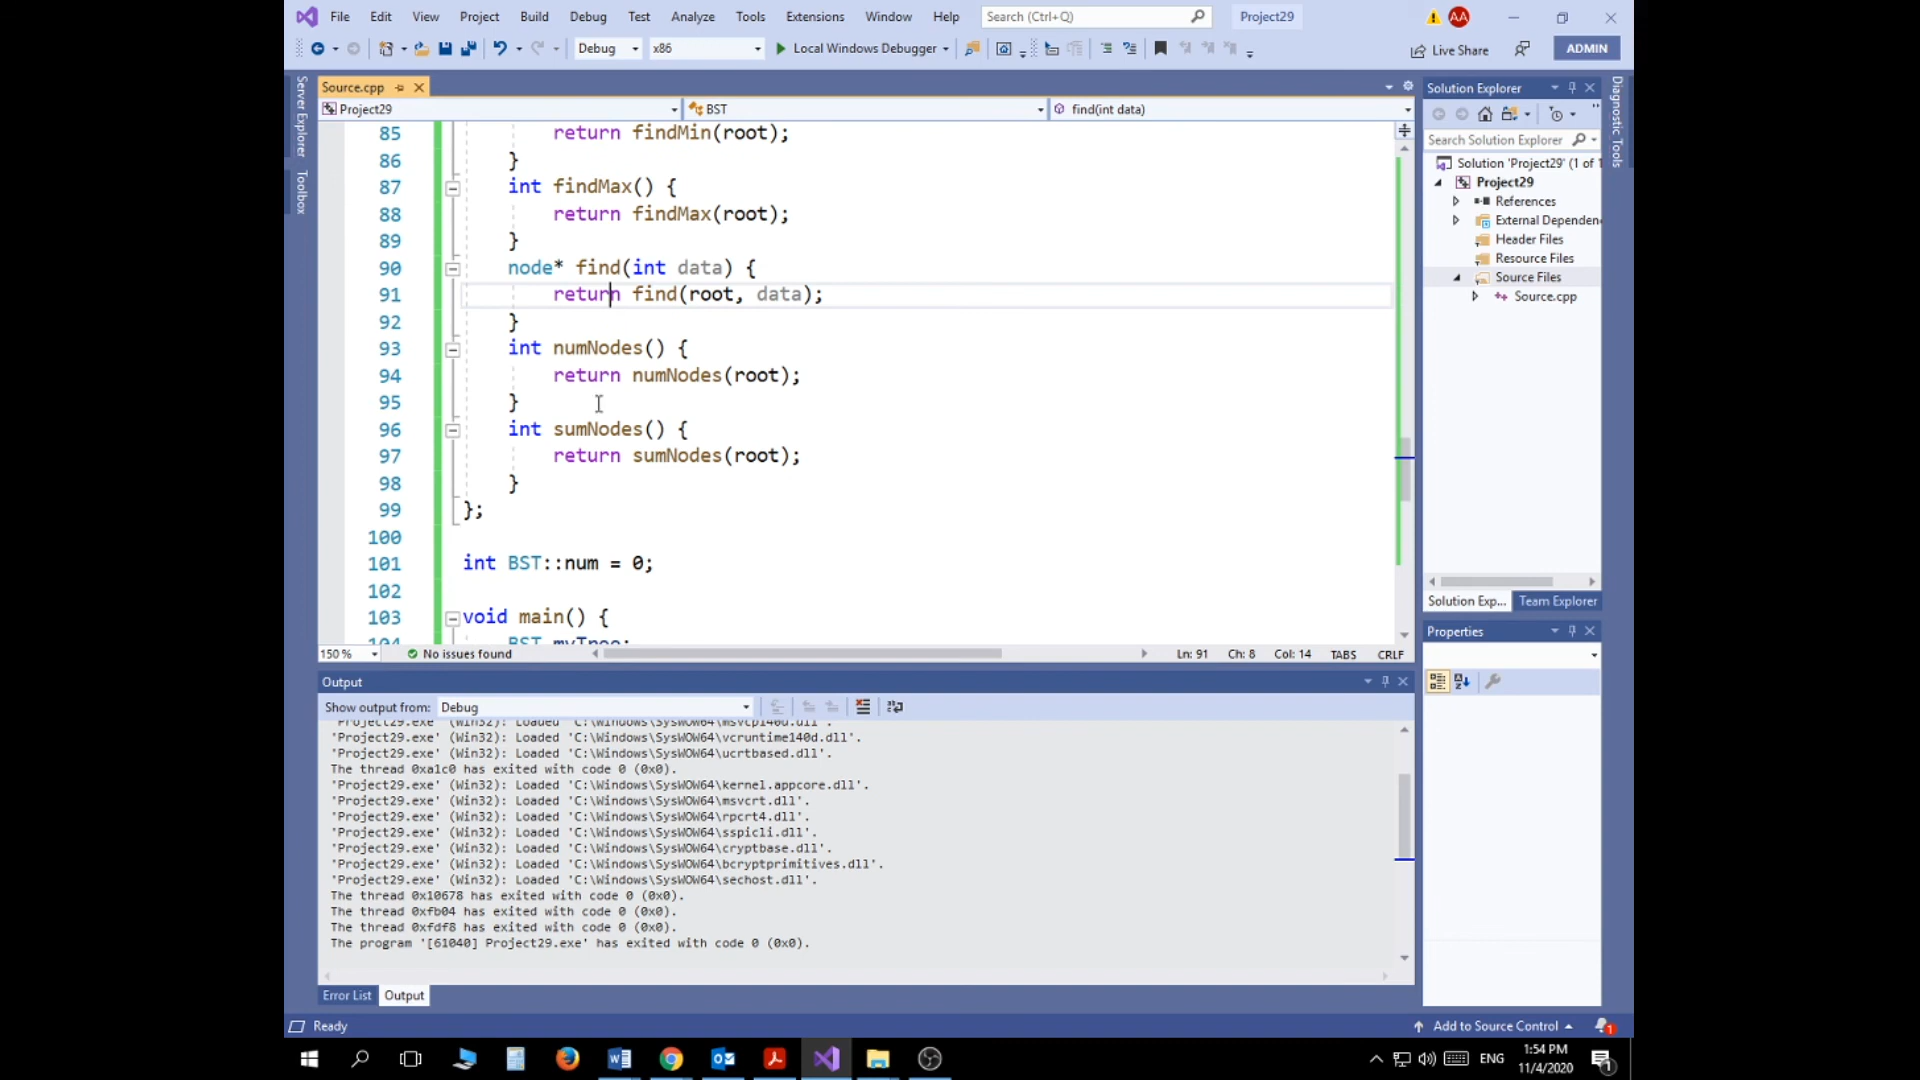 File Edit View Project Build Debug Test Analyze Tools Extensions Window Help Search (Ctrl+Q) Project29 AA
Debug x86 Local Windows Debugger Live Share ADMIN
Server Explorer
Toolbox
Source.cpp
Project29 BST find(int data)
85 return findMin(root);
86 }
87 int findMax() {
88 return findMax(root);
89 }
90 node* find(int data) {
91 return find(root, data);
92 }
93 int numNodes() {
94 return numNodes(root);
95 }
96 int sumNodes() {
97 return sumNodes(root);
98 }
99 };
100
101 int BST::num = 0;
102
103 void main() {
104 BST myTree;
150 % No issues found Ln: 91 Ch: 8 Col: 14 TABS CRLF
Output
Show output from: Debug
'Project29.exe' (Win32): Loaded 'C:\Windows\SysWOW64\msvcp140d.dll'.
'Project29.exe' (Win32): Loaded 'C:\Windows\SysWOW64\vcruntime140d.dll'.
'Project29.exe' (Win32): Loaded 'C:\Windows\SysWOW64\ucrtbased.dll'.
The thread 0xa1c0 has exited with code 0 (0x0).
'Project29.exe' (Win32): Loaded 'C:\Windows\SysWOW64\kernel.appcore.dll'.
'Project29.exe' (Win32): Loaded 'C:\Windows\SysWOW64\msvcrt.dll'.
'Project29.exe' (Win32): Loaded 'C:\Windows\SysWOW64\rpcrt4.dll'.
'Project29.exe' (Win32): Loaded 'C:\Windows\SysWOW64\sspicli.dll'.
'Project29.exe' (Win32): Loaded 'C:\Windows\SysWOW64\cryptbase.dll'.
'Project29.exe' (Win32): Loaded 'C:\Windows\SysWOW64\bcryptprimitives.dll'.
'Project29.exe' (Win32): Loaded 'C:\Windows\SysWOW64\sechost.dll'.
The thread 0x10678 has exited with code 0 (0x0).
The thread 0xfb04 has exited with code 0 (0x0).
The thread 0xfdf8 has exited with code 0 (0x0).
The program '[61040] Project29.exe' has exited with code 0 (0x0).
Error List Output
Solution Explorer
Search Solution Explorer
Solution 'Project29' (1 of 1
Project29
References
External Dependen
Header Files
Resource Files
Source Files
Source.cpp
Solution Exp... Team Explorer
Properties
Diagnostic Tools
Ready Add to Source Control 1
ENG 1:54 PM
11/4/2020 1